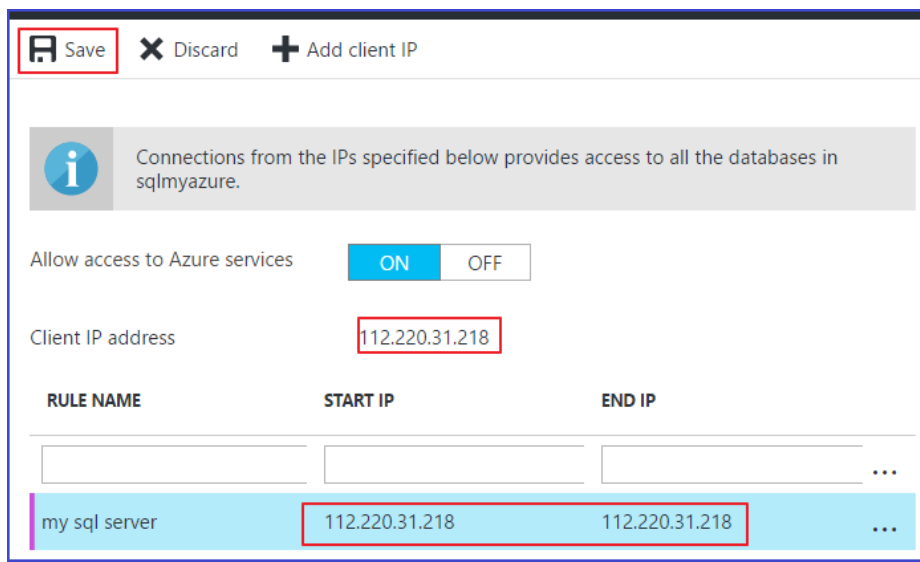 Save Discard Add client IP
Connections from the IPs specified below provides access to all the databases in
sqlmyazure.
Allow access to Azure services ON OFF
Client IP address 112.220.31.218
RULE NAME START IP END IP
...
my sql server 112.220.31.218 112.220.31.218 ...